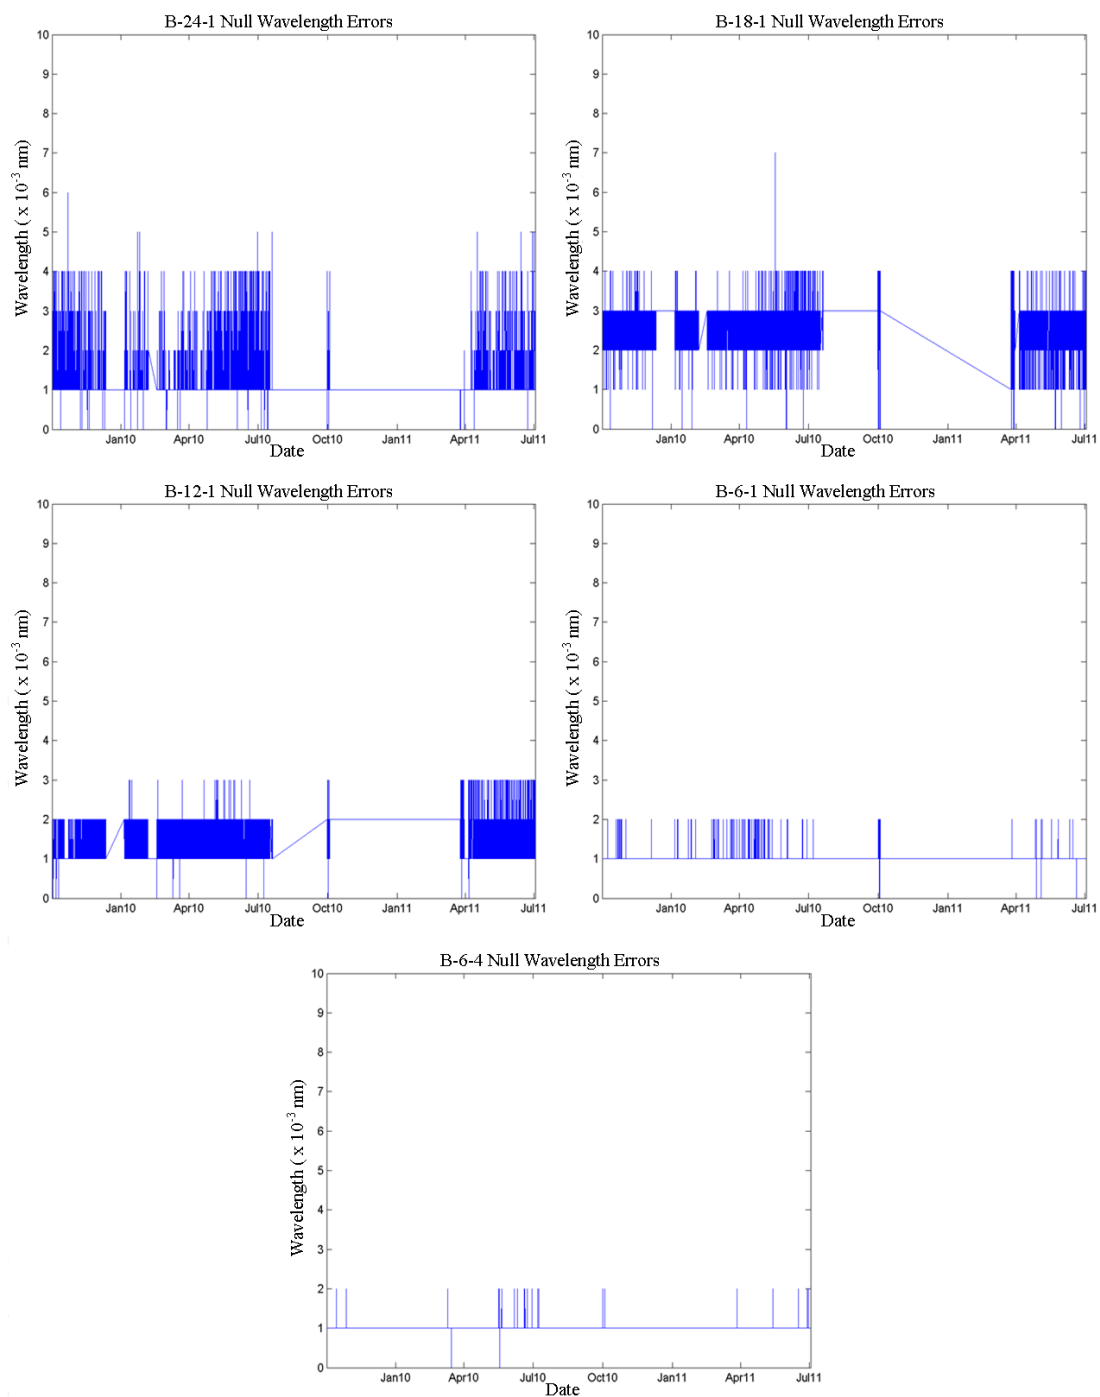 B-24-1 Null Wavelength Errors
10
9
8
7
6
5
4
3
2
1
0
Wavelength ( x 10⁻³ nm)
Jan10 Apr10 Jul10 Oct10 Jan11 Apr11 Jul11
Date
B-18-1 Null Wavelength Errors
10
9
8
7
6
5
4
3
2
1
0
Wavelength ( x 10⁻³ nm)
Jan10 Apr10 Jul10 Oct10 Jan11 Apr11 Jul11
Date
B-12-1 Null Wavelength Errors
10
9
8
7
6
5
4
3
2
1
0
Wavelength ( x 10⁻³ nm)
Jan10 Apr10 Jul10 Oct10 Jan11 Apr11 Jul11
Date
B-6-1 Null Wavelength Errors
10
9
8
7
6
5
4
3
2
1
0
Wavelength ( x 10⁻³ nm)
Jan10 Apr10 Jul10 Oct10 Jan11 Apr11 Jul11
Date
B-6-4 Null Wavelength Errors
10
9
8
7
6
5
4
3
2
1
0
Wavelength ( x 10⁻³ nm)
Jan10 Apr10 Jul10 Oct10 Jan11 Apr11 Jul11
Date